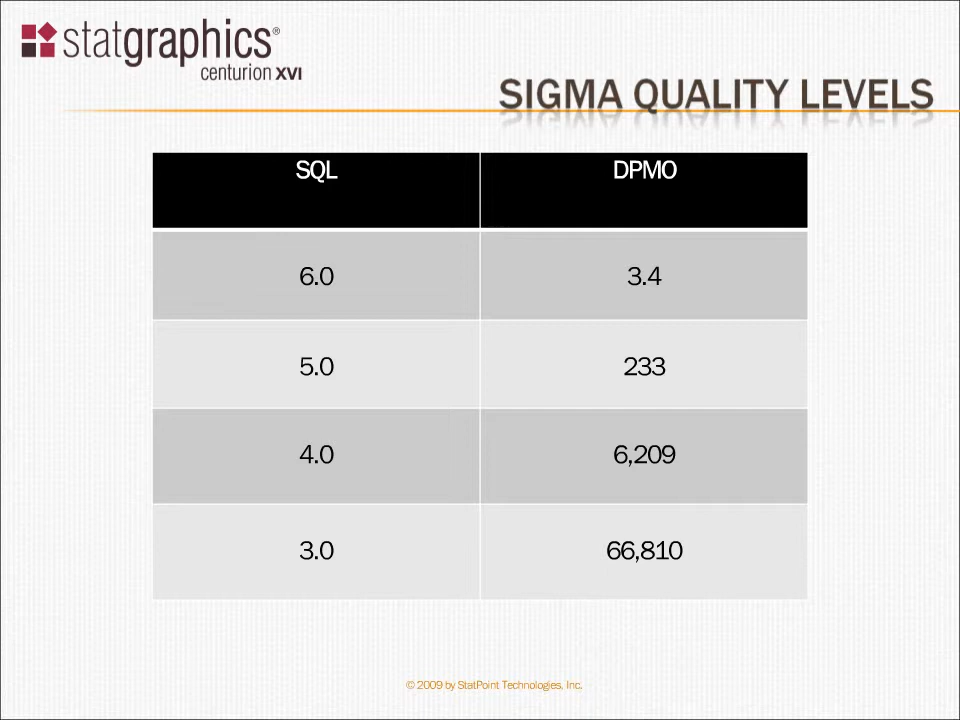 statgraphics®
centurion XVI
SIGMA QUALITY LEVELS
SQL DPMO
6.0 3.4
5.0 233
4.0 6,209
3.0 66,810
© 2009 by StatPoint Technologies, Inc.